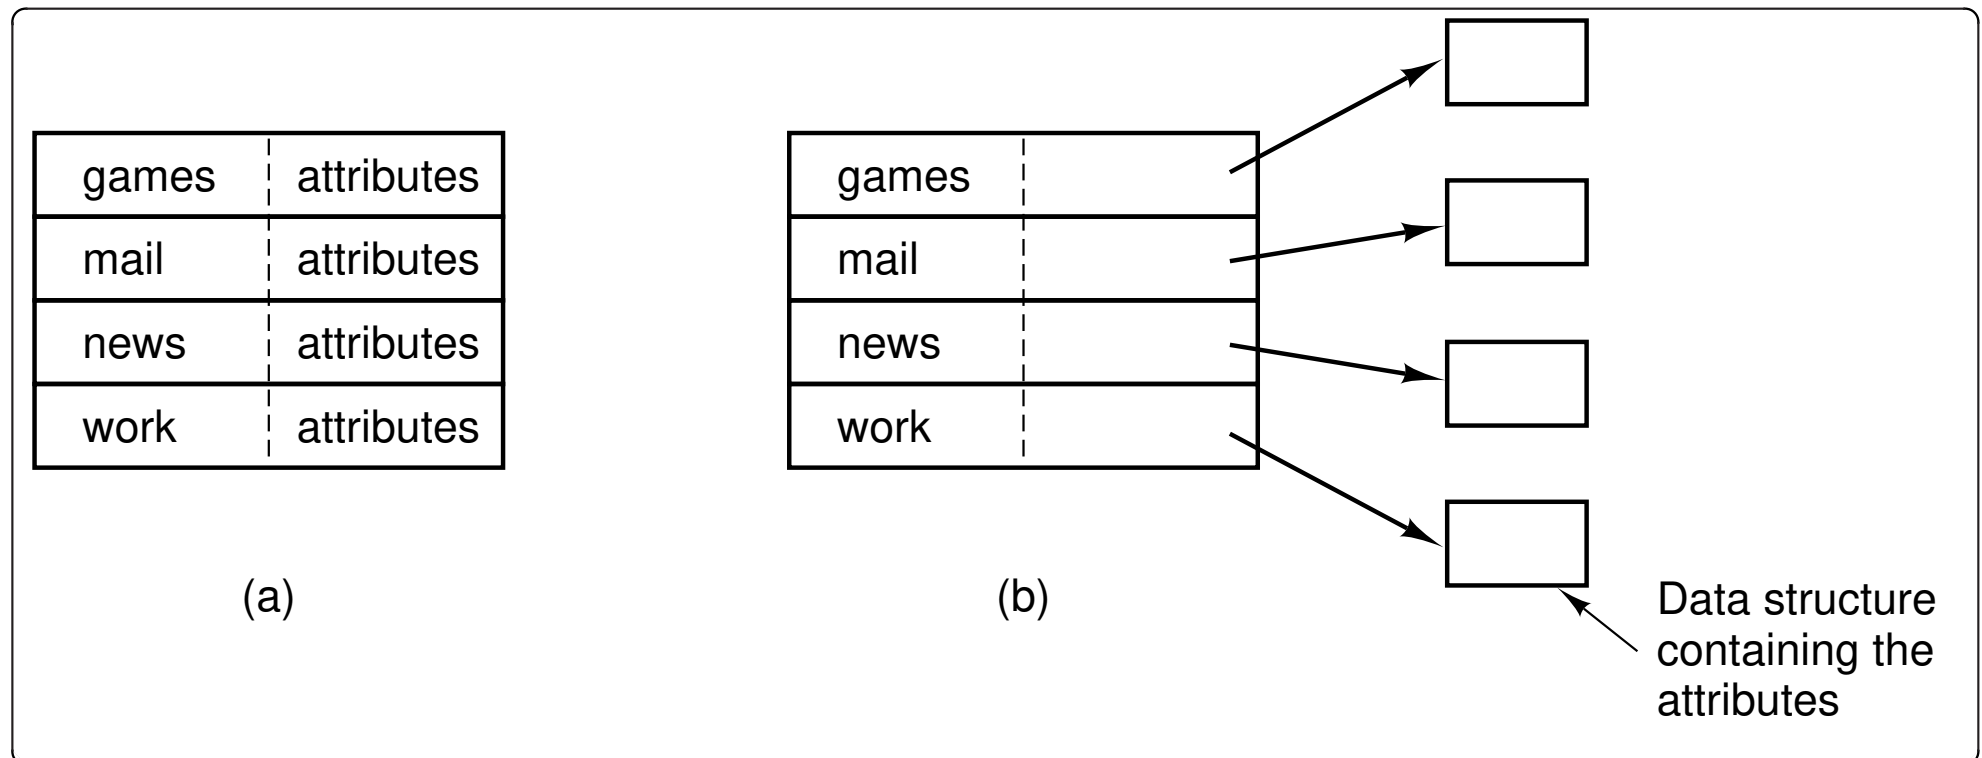 games attributes
mail attributes
news attributes
work attributes
(a)
games
mail
news
work
(b)
Data structure
containing the
attributes